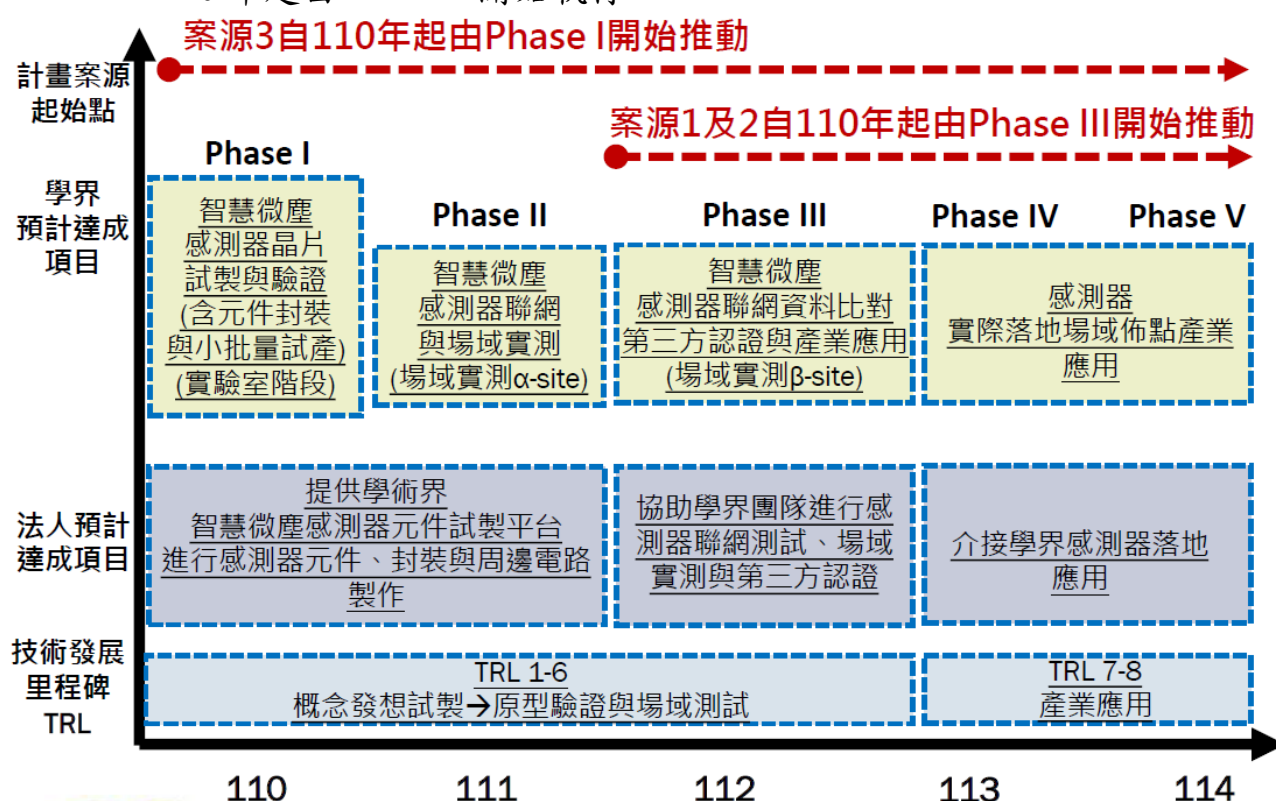 案源3自110年起由Phase I開始推動
計畫案源
起始點
案源1及2自110年起由Phase III開始推動
Phase I
Phase II
Phase III
Phase IV
Phase V
學界
預計達成
項目
智慧微塵
感測器晶片
試製與驗證
(含元件封裝
與小批量試產)
(實驗室階段)
智慧微塵
感測器聯網
與場域實測
(場域實測α-site)
智慧微塵
感測器聯網資料比對
第三方認證與產業應用
(場域實測β-site)
感測器
實際落地場域佈點產業
應用
法人預計
達成項目
提供學術界
智慧微塵感測器元件試製平台
進行感測器元件、封裝與周邊電路
製作
協助學界團隊進行感
測器聯網測試、場域
實測與第三方認證
介接學界感測器落地
應用
技術發展
里程碑
TRL
TRL 1-6
概念發想試製→原型驗證與場域測試
TRL 7-8
產業應用
110
111
112
113
114